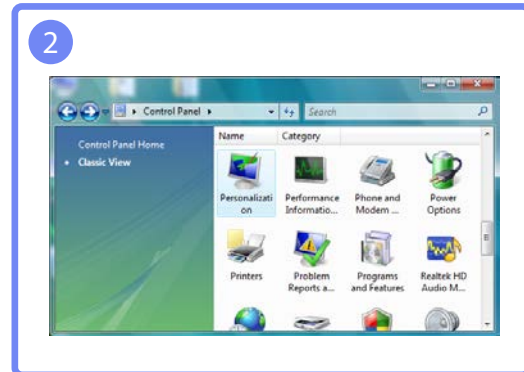 2
Control Panel
Search
Control Panel Home
Classic View
Name Category
Personalizati
on
Performance
Informatio...
Phone and
Modem ...
Power
Options
Printers
Problem
Reports a...
Programs
and Features
Realtek HD
Audio M...